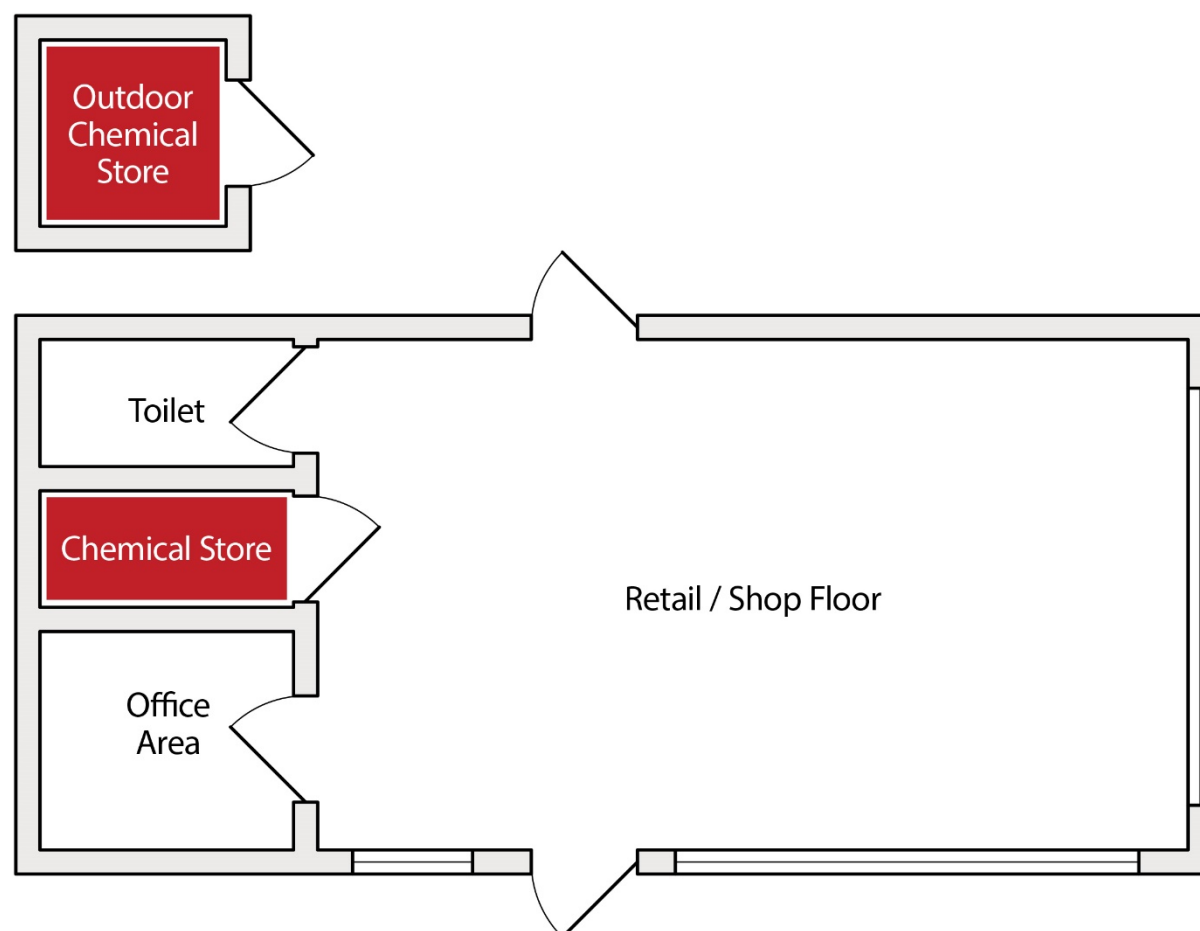 Outdoor
Chemical
Store
Toilet
Chemical Store
Retail / Shop Floor
Office
Area